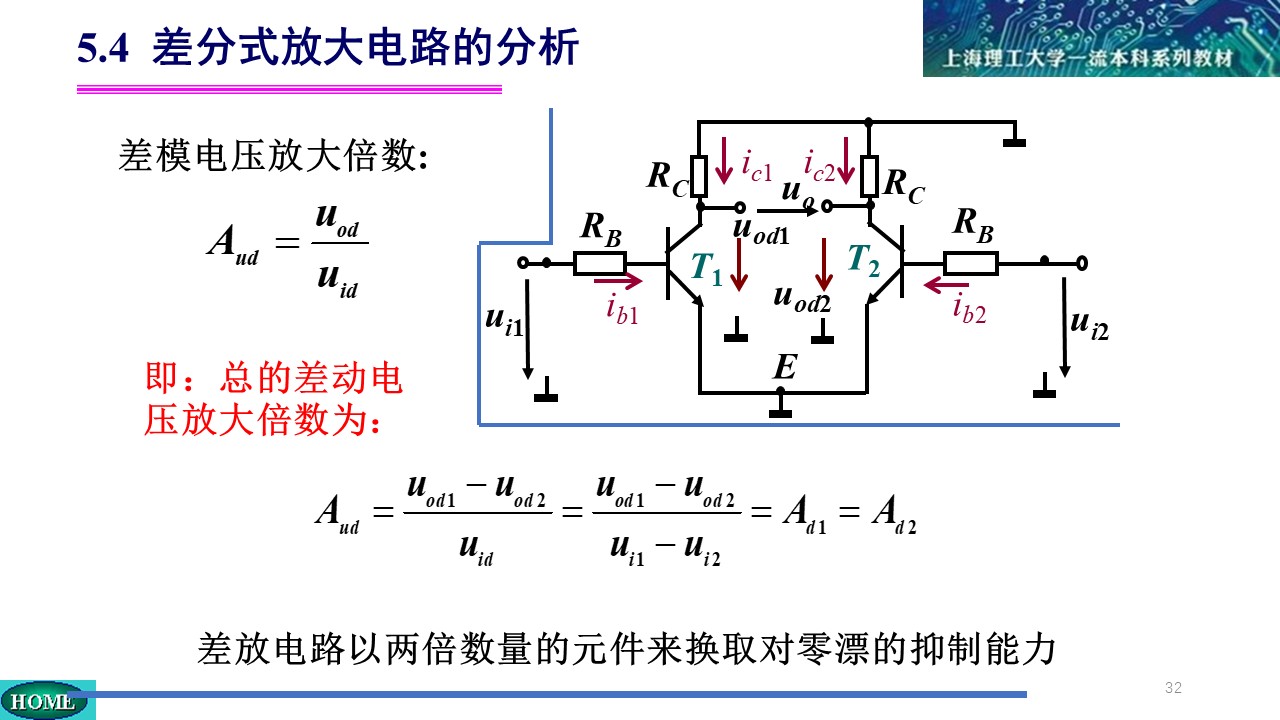 5.4 差分式放大电路的分析
上海理工大学一流本科系列教材
差模电压放大倍数:
A_ud = u_od / u_id
即：总的差动电
压放大倍数为:
R_C
i_c1
i_c2
R_C
u_o
u_od1
R_B
R_B
T_1
T_2
i_b1
u_od2
i_b2
u_i1
u_i2
E
A_ud = (u_od1 − u_od2) / u_id = (u_od1 − u_od2) / (u_i1 − u_i2) = A_d1 = A_d2
差放电路以两倍数量的元件来换取对零漂的抑制能力
HOME
32